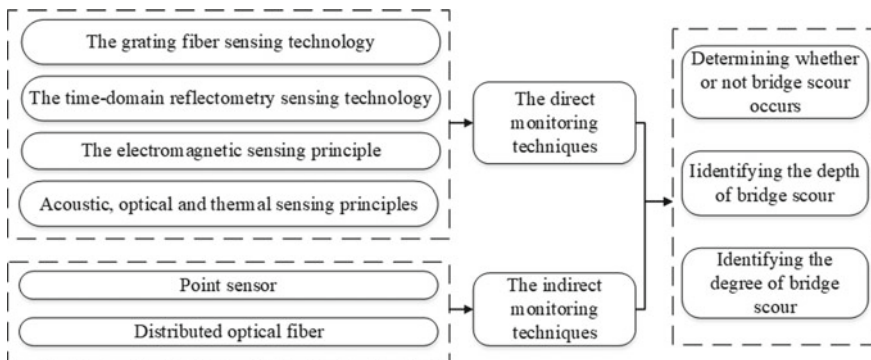 The grating fiber sensing technology
The time-domain reflectometry sensing technology
The electromagnetic sensing principle
Acoustic, optical and thermal sensing principles
Point sensor
Distributed optical fiber
The direct
monitoring
techniques
The indirect
monitoring
techniques
Determining whether
or not bridge scour
occurs
Iidentifying the depth
of bridge scour
Identifying the
degree of bridge
scour